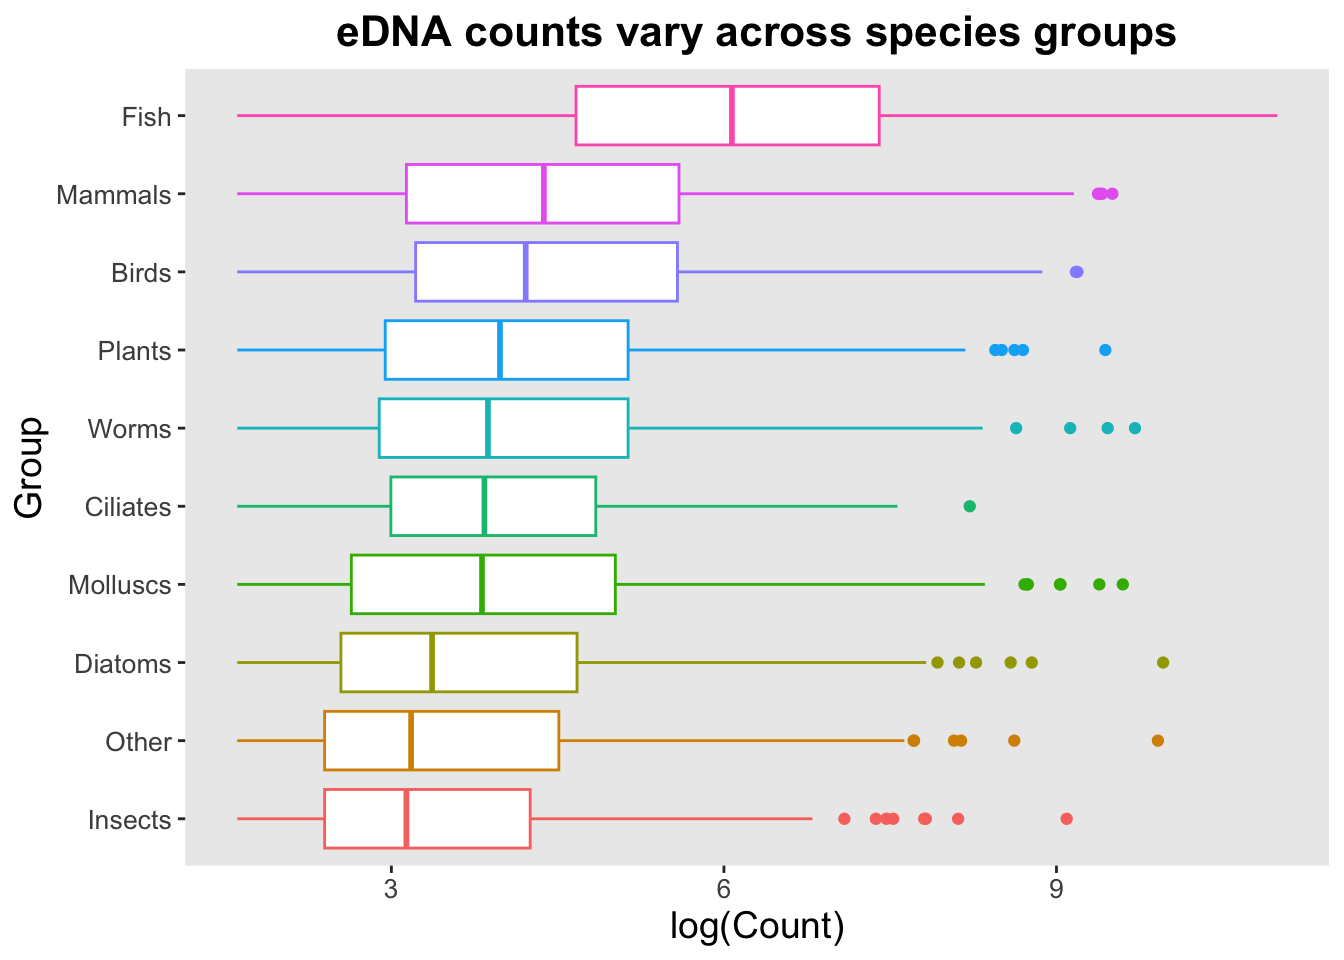 eDNA counts vary across species groups
Fish
Mammals
Birds
Plants
Worms
Ciliates
Molluscs
Diatoms
Other
Insects
Group
3 6 9
log(Count)